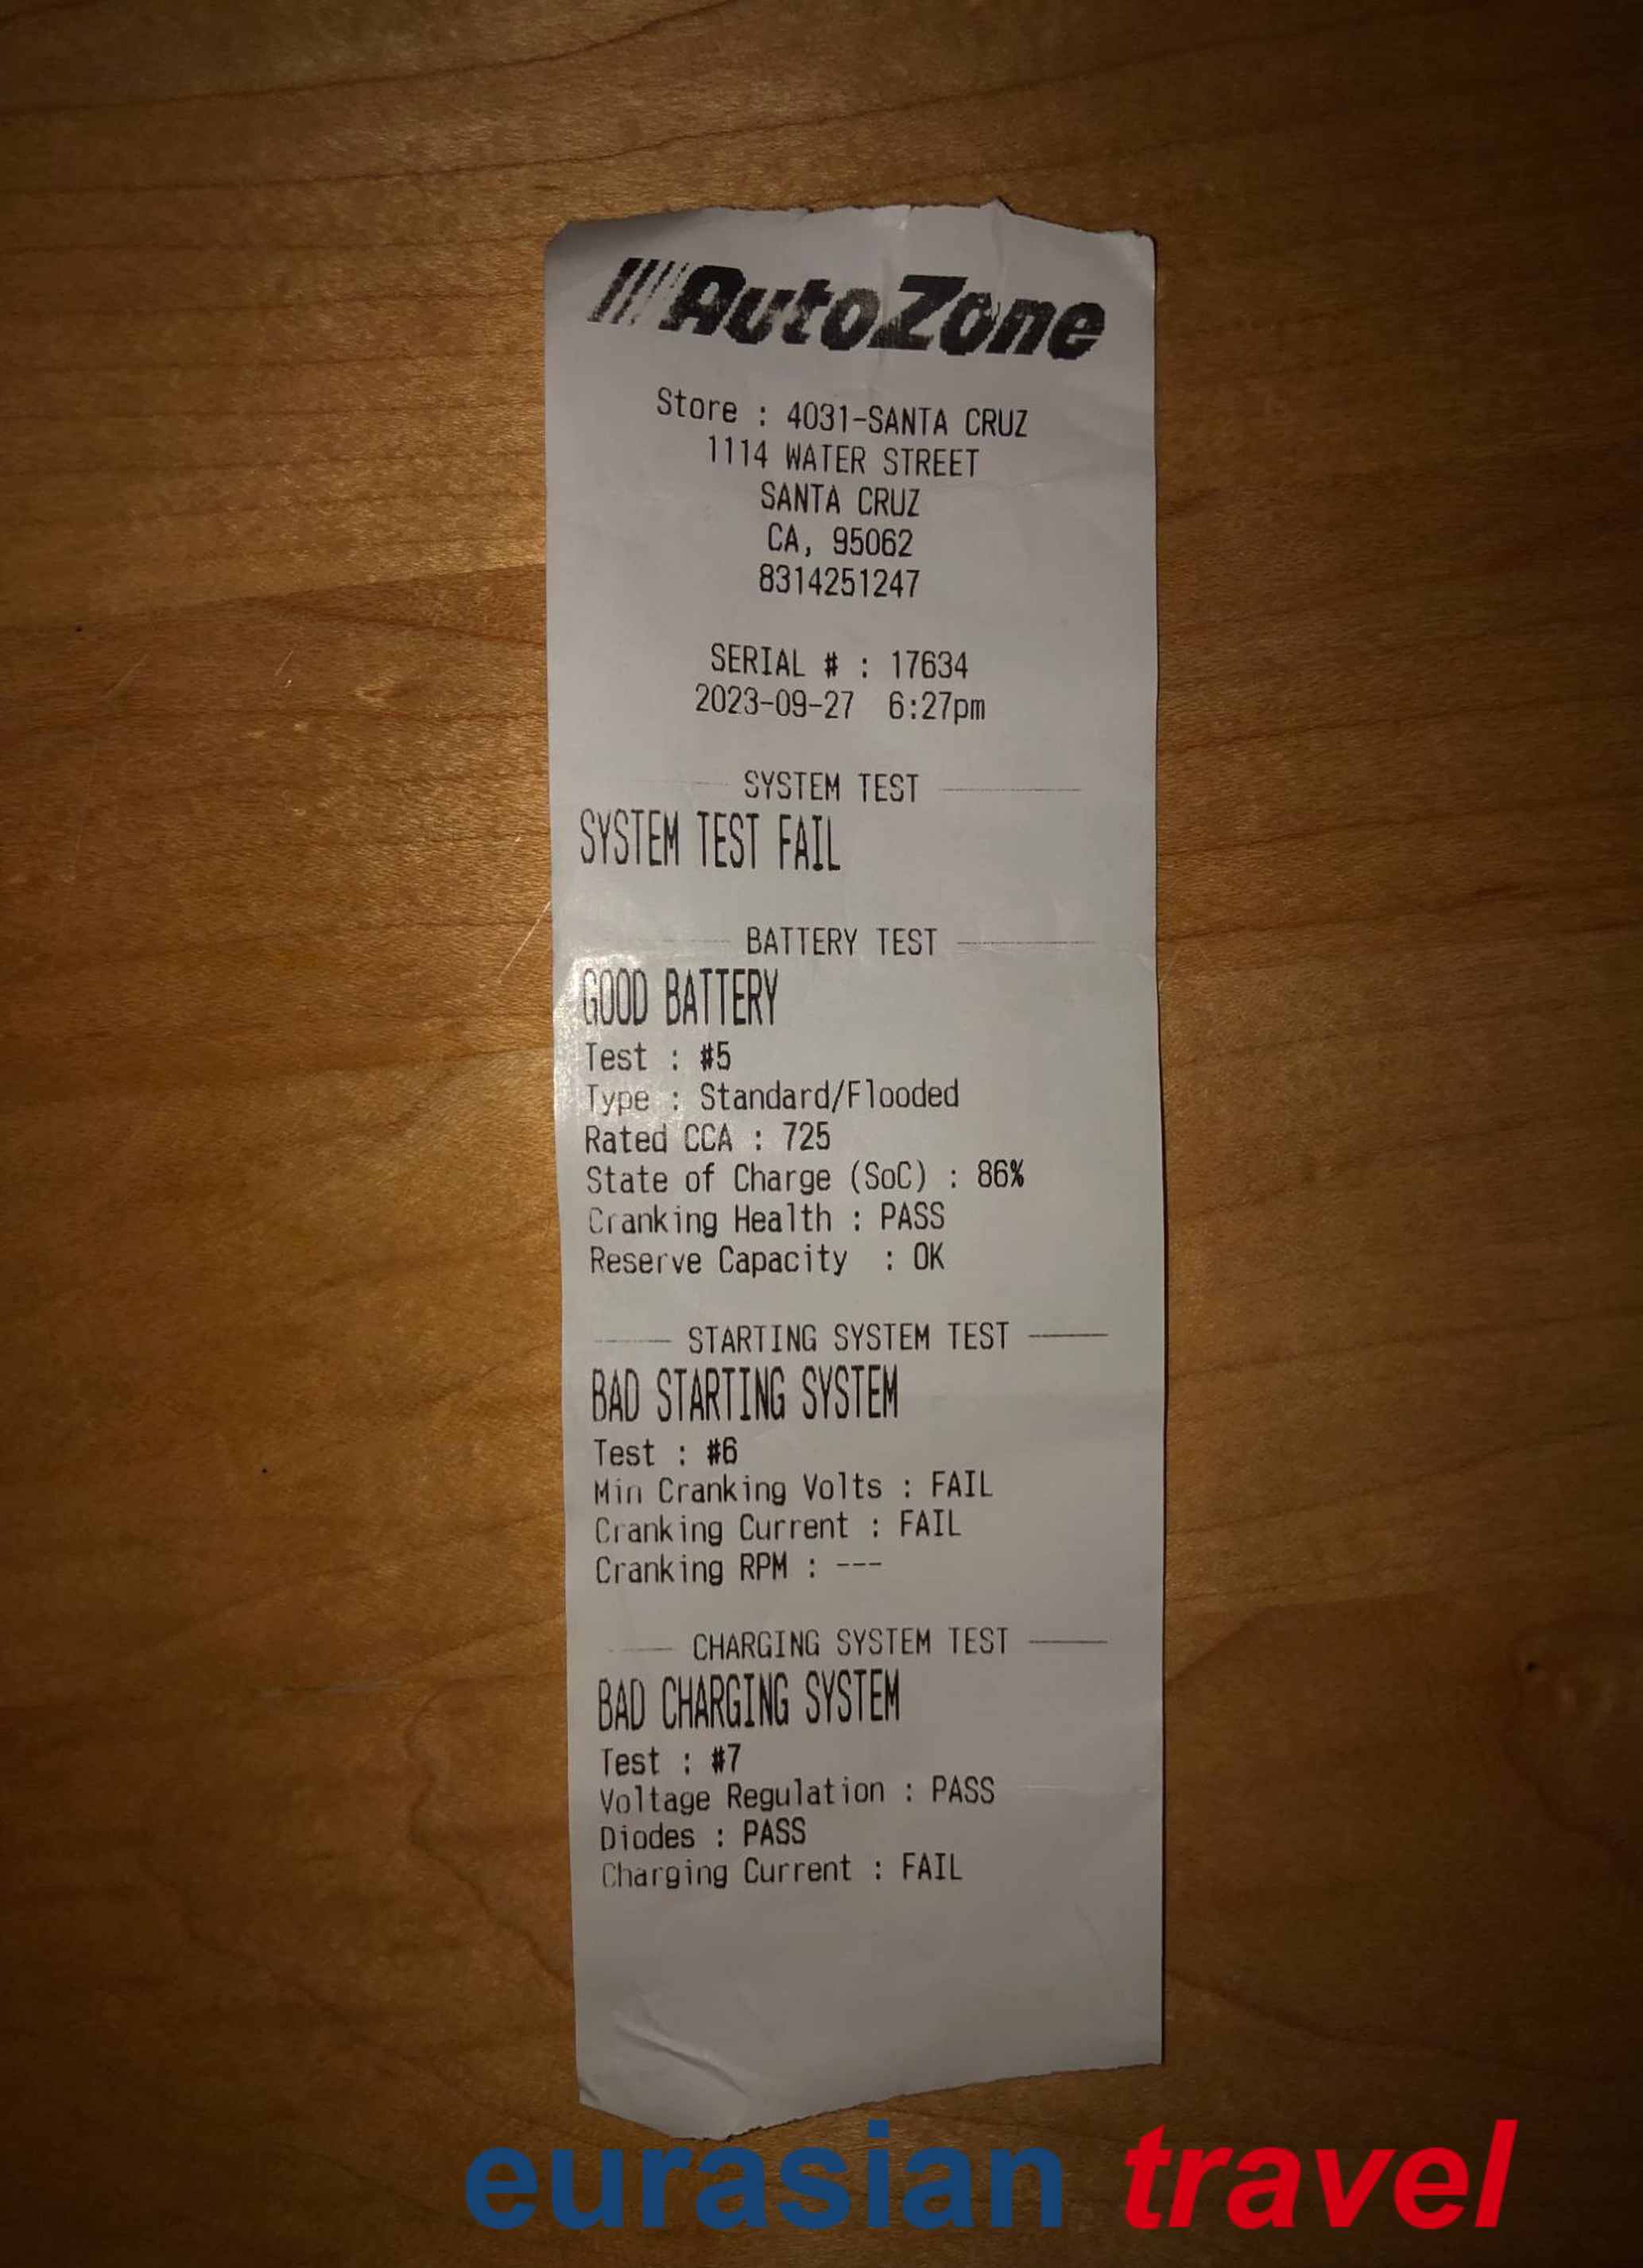 AutoZone
Store : 4031-SANTA CRUZ
1114 WATER STREET
SANTA CRUZ
CA, 95062
8314251247
SERIAL # : 17634
2023-09-27 6:27pm
SYSTEM TEST
SYSTEM TEST FAIL
BATTERY TEST
GOOD BATTERY
Test : #5
Type : Standard/Flooded
Rated CCA : 725
State of Charge (SoC) : 86%
Cranking Health : PASS
Reserve Capacity : OK
STARTING SYSTEM TEST
BAD STARTING SYSTEM
Test : #6
Min Cranking Volts : FAIL
Cranking Current : FAIL
Cranking RPM : ---
CHARGING SYSTEM TEST
BAD CHARGING SYSTEM
Test : #7
Voltage Regulation : PASS
Diodes : PASS
Charging Current : FAIL
eurasian travel